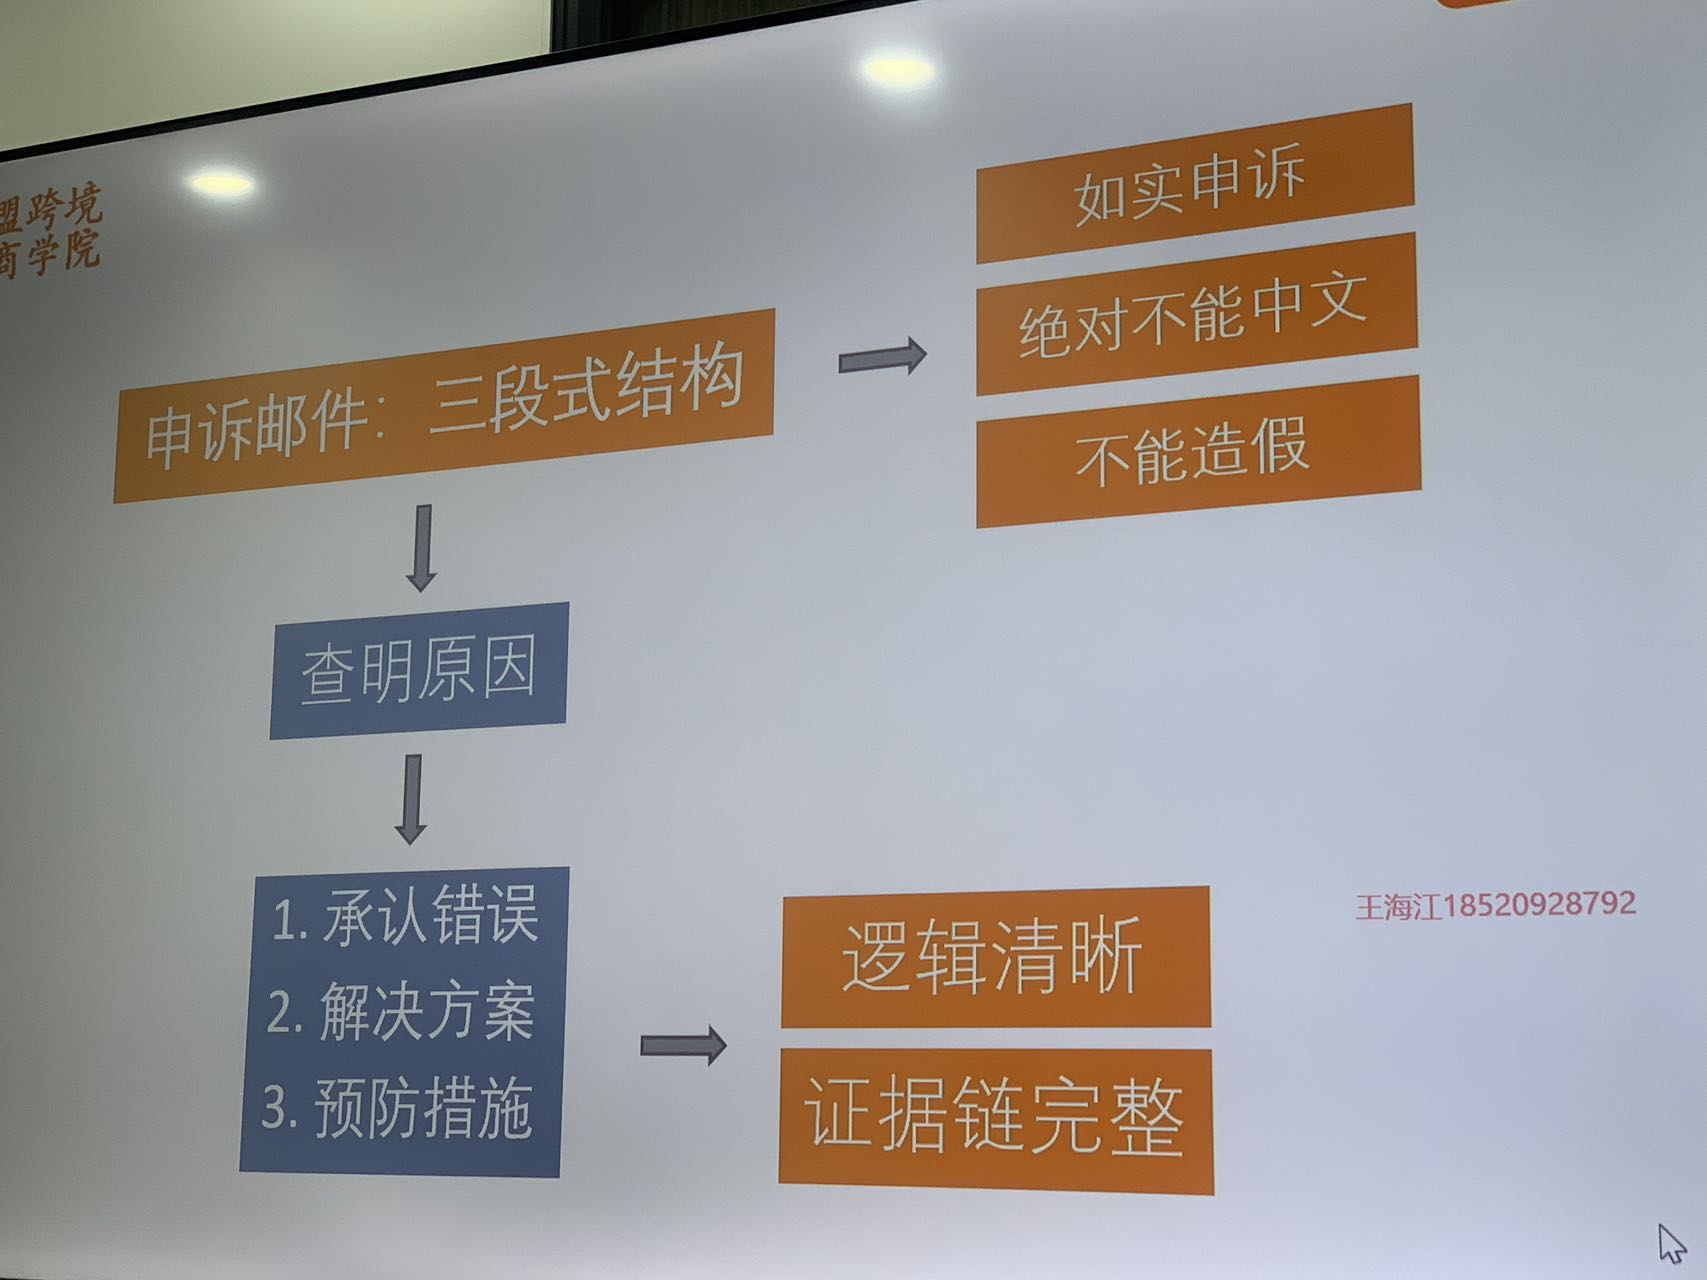 盟跨境
商学院
如实申诉
绝对不能中文
不能造假
申诉邮件：三段式结构
查明原因
1. 承认错误
2. 解决方案
3. 预防措施
逻辑清晰
证据链完整
王海江18520928792